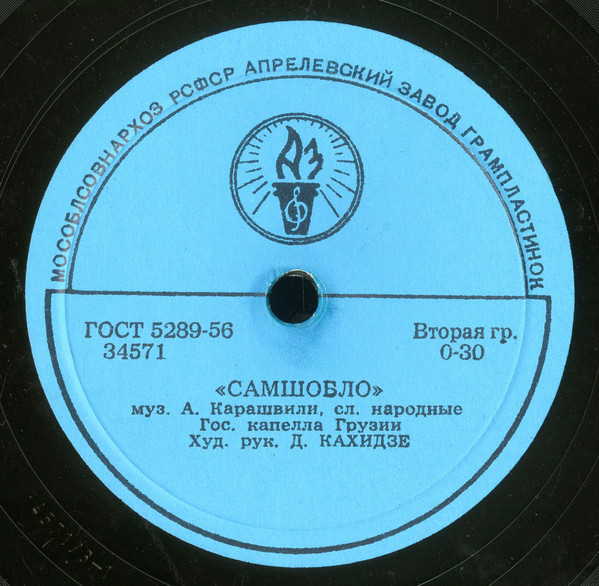 МОСОБЛСОВНАРХОЗ РСФСР АПРЕЛЕВСКИЙ ЗАВОД ГРАМПЛАСТИНОК
АЗ
ГОСТ 5289-56
34571
Вторая гр.
0-30
«САМШОБЛО»
муз. А. Карашвили, сл. народные
Гос. капелла Грузии
Худ. рук. Д. КАХИДЗЕ